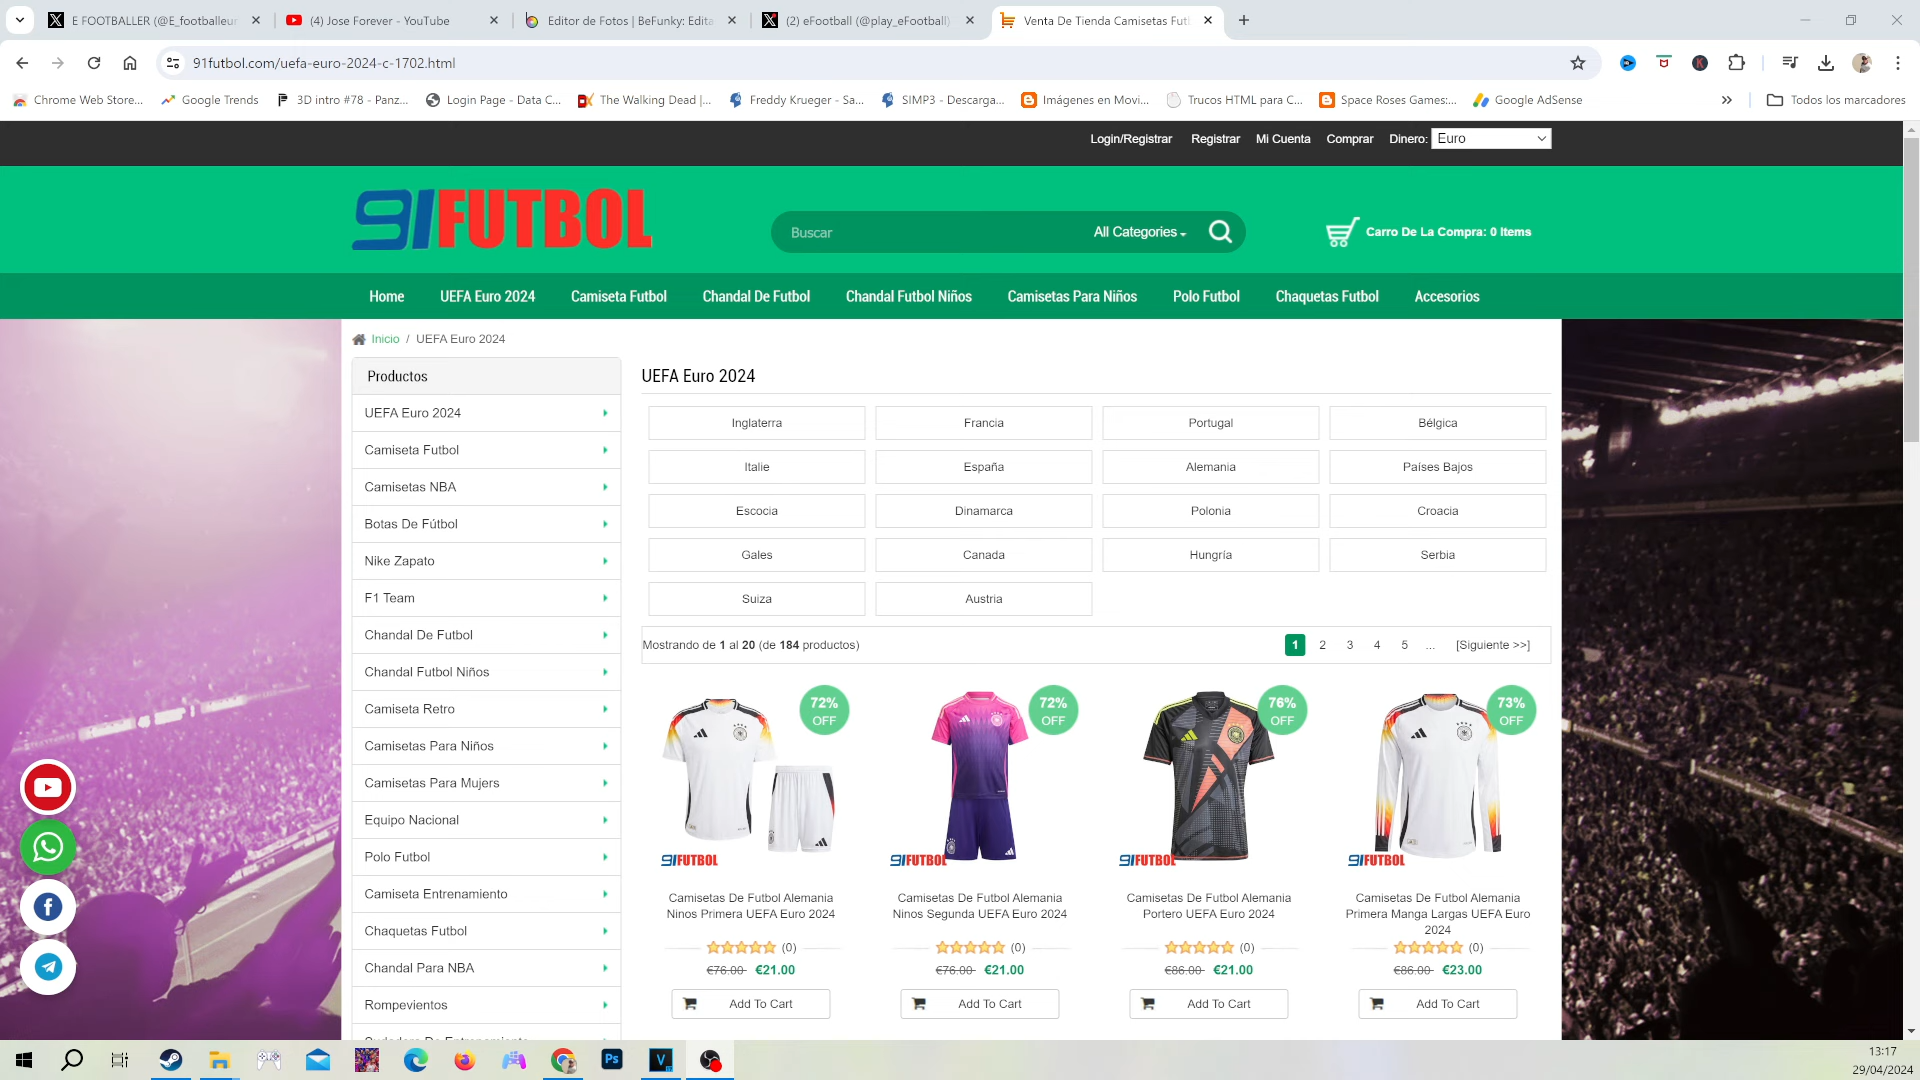 E FOOTBALLER (@E_footballeur
(4) Jose Forever - YouTube
Editor de Fotos | BeFunky: Edita
(2) eFootball (@play_eFootball)
Venta De Tienda Camisetas Fut
91futbol.com/uefa-euro-2024-c-1702.html
Chrome Web Store...
Google Trends
3D intro #78 - Panz...
Login Page - Data C...
The Walking Dead |...
Freddy Krueger - Sa...
SIMP3 - Descarga...
Imágenes en Movi...
Trucos HTML para C...
Space Roses Games:...
Google AdSense
Todos los marcadores
Login/Registrar
Registrar
Mi Cuenta
Comprar
Dinero:
Euro
91FUTBOL
Buscar
All Categories
Carro De La Compra: 0 Items
Home
UEFA Euro 2024
Camiseta Futbol
Chandal De Futbol
Chandal Futbol Niños
Camisetas Para Niños
Polo Futbol
Chaquetas Futbol
Accesorios
Inicio / UEFA Euro 2024
Productos
UEFA Euro 2024
Camiseta Futbol
Camisetas NBA
Botas De Fútbol
Nike Zapato
F1 Team
Chandal De Futbol
Chandal Futbol Niños
Camiseta Retro
Camisetas Para Niños
Camisetas Para Mujers
Equipo Nacional
Polo Futbol
Camiseta Entrenamiento
Chaquetas Futbol
Chandal Para NBA
Rompevientos
Sudadera De Entrenamiento
UEFA Euro 2024
Inglaterra
Francia
Portugal
Bélgica
Italie
España
Alemania
Países Bajos
Escocia
Dinamarca
Polonia
Croacia
Gales
Canada
Hungría
Serbia
Suiza
Austria
Mostrando de 1 al 20 (de 184 productos)
1 2 3 4 5 ... [Siguiente >>]
72%
OFF
72%
OFF
76%
OFF
73%
OFF
91FUTBOL
91FUTBOL
91FUTBOL
91FUTBOL
Camisetas De Futbol Alemania
Ninos Primera UEFA Euro 2024
Camisetas De Futbol Alemania
Ninos Segunda UEFA Euro 2024
Camisetas De Futbol Alemania
Portero UEFA Euro 2024
Camisetas De Futbol Alemania
Primera Manga Largas UEFA Euro
2024
(0)
(0)
(0)
(0)
€76.00 €21.00
€76.00 €21.00
€86.00 €21.00
€86.00 €23.00
Add To Cart
Add To Cart
Add To Cart
Add To Cart
Ps
V
13:17
29/04/2024